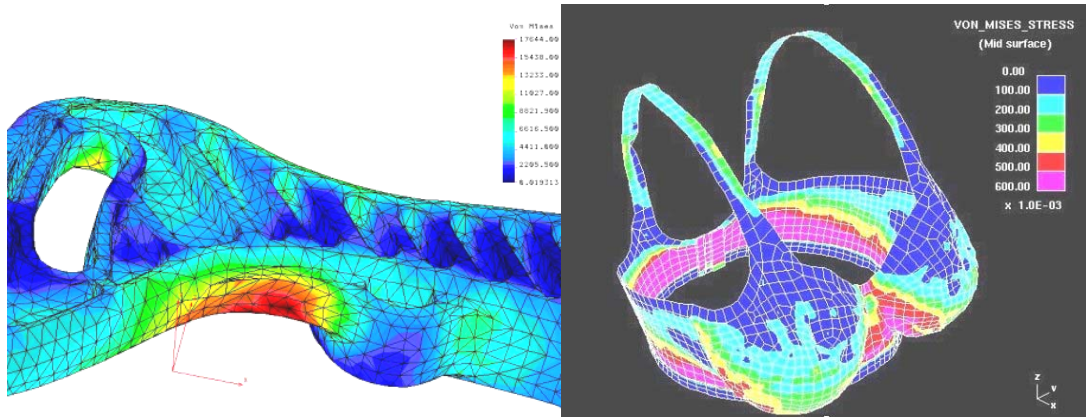 Von Mises
17644.00
15438.00
13233.00
11027.00
8821.900
6616.500
4411.000
2205.500
0.019313
x
VON_MISES_STRESS
(Mid surface)
0.00
100.00
200.00
300.00
400.00
500.00
600.00
x 1.0E-03
z
y
x